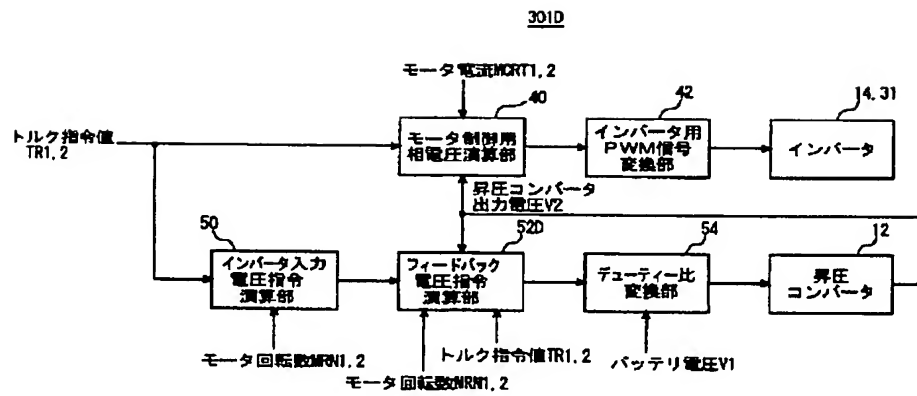 301D
モータ電流MCRT1,2
40
42
14,31
トルク指令値
TR1,2
モータ制御用
相電圧演算部
インバータ用
PWM信号
変換部
インバータ
昇圧コンバータ
出力電圧V2
50
52D
54
12
インバータ入力
電圧指令
演算部
フィードバック
電圧指令
演算部
デューティー比
変換部
昇圧
コンバータ
モータ回転数MRN1,2
モータ回転数MRN1,2
トルク指令値TR1,2
バッテリ電圧V1